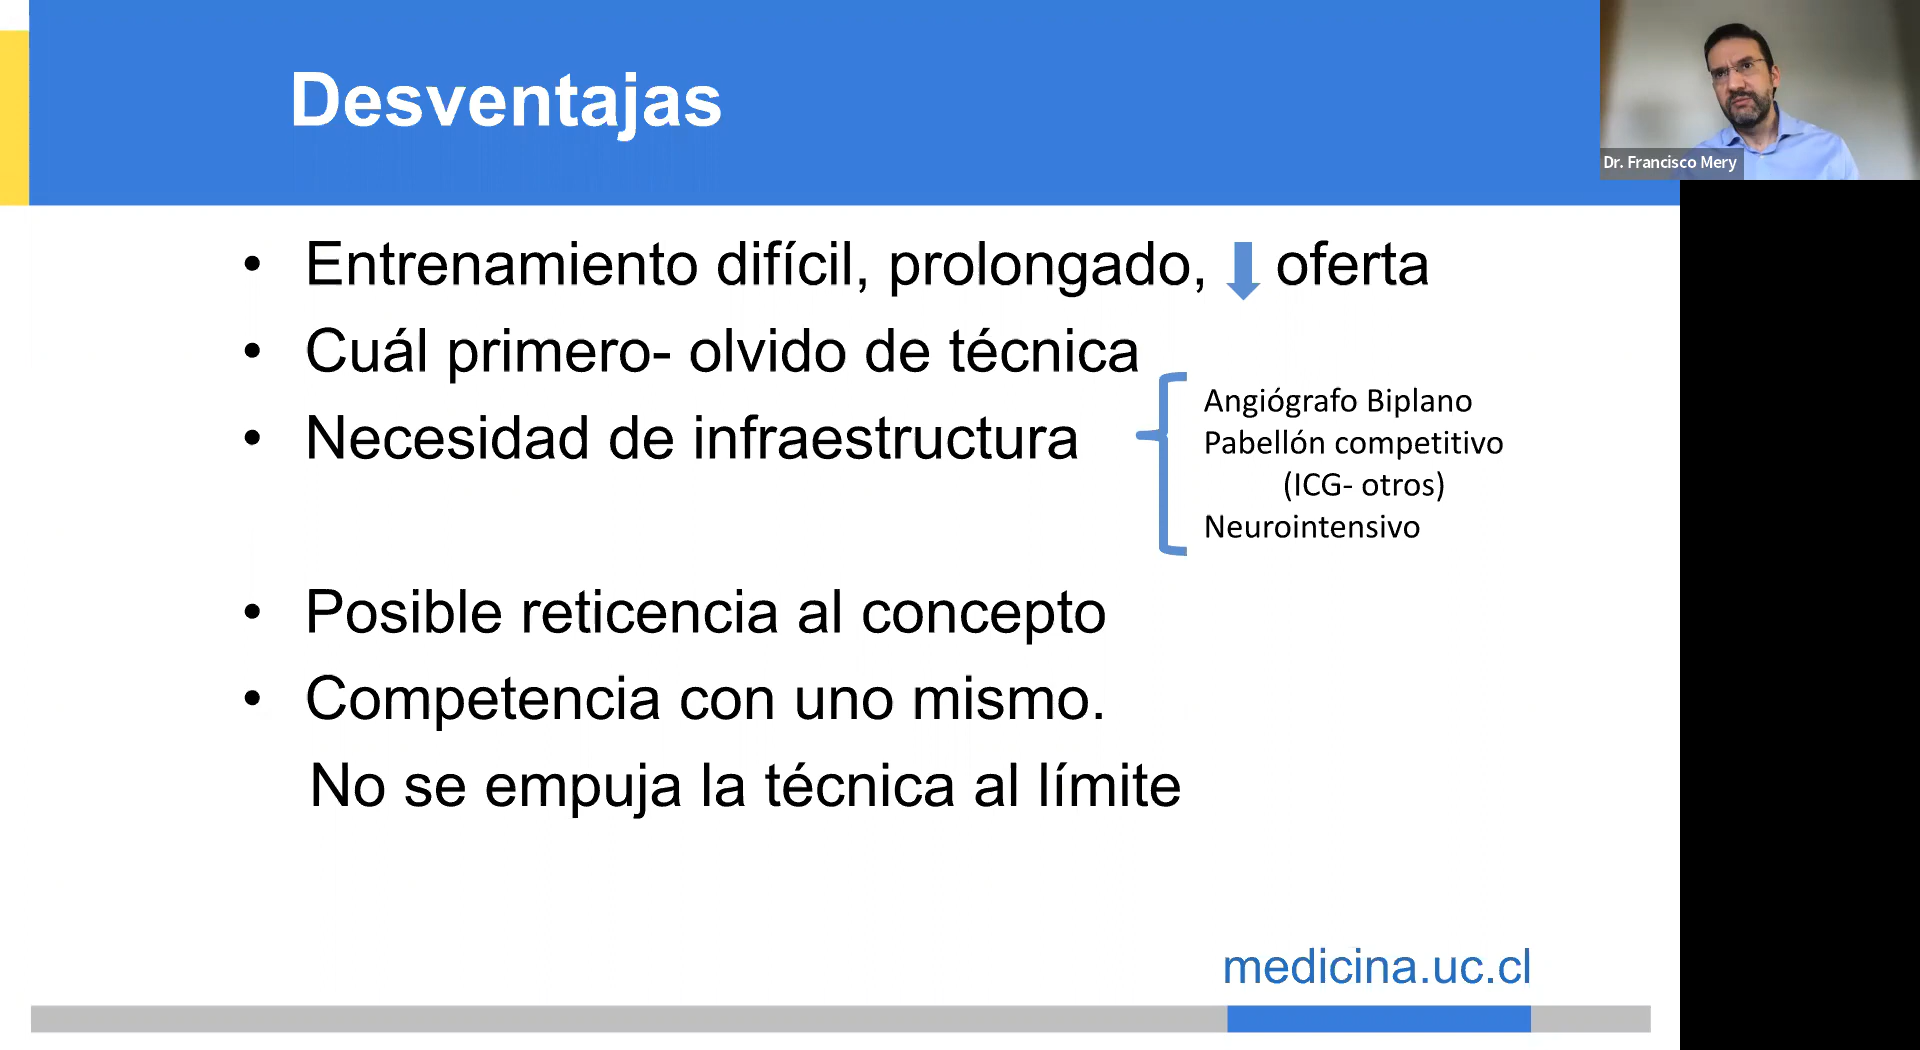 Desventajas
Dr. Francisco Mery
• Entrenamiento difícil, prolongado, ⬇ oferta
• Cuál primero- olvido de técnica
• Necesidad de infraestructura
Angiógrafo Biplano
Pabellón competitivo
(ICG- otros)
Neurointensivo
• Posible reticencia al concepto
• Competencia con uno mismo.
No se empuja la técnica al límite
medicina.uc.cl